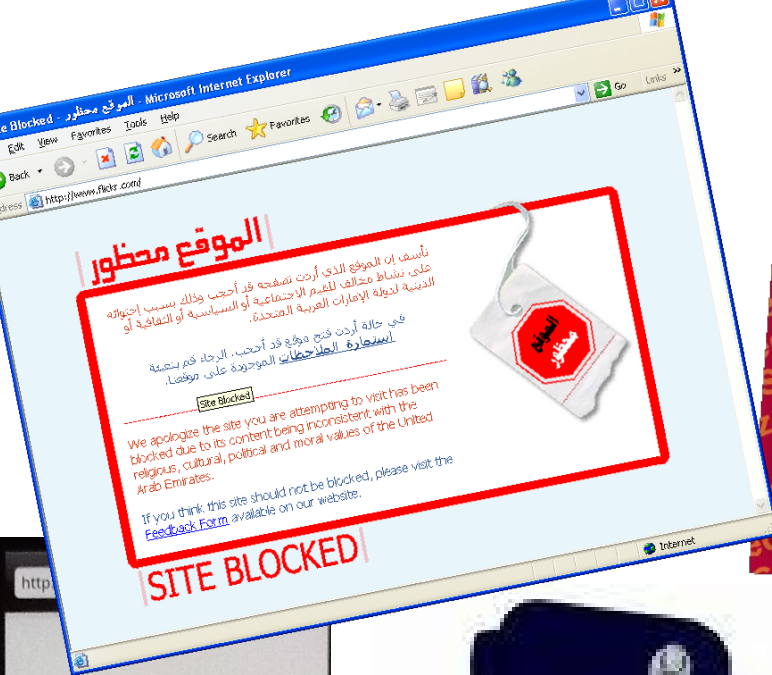 e Blocked - الموقع محظور - Microsoft Internet Explorer
Edit View Favorites Tools Help
Back Search Favorites
dress http://www.flickr.com/ Go Links »
الموقع محظور
نأسف إن الموقع الذي أردت تصفحه قد أحجب وذلك بسبب إحتوائه
على نشاط مخالف للقيم الاجتماعية أو السياسية أو الثقافية أو
الدينية لدولة الإمارات العربية المتحدة.
في حالة أردت فتح موقع قد أحجب. الرجاء قم بتعبئة
استمارة الملاحظات الموجودة على موقعنا.
الموقع
محظور
Site Blocked
We apologize the site you are attempting to visit has been
blocked due to its content being inconsistent with the
religious, cultural, political and moral values of the United
Arab Emirates.
If you think this site should not be blocked, please visit the
Feedback Form available on our website.
SITE BLOCKED
Internet
http: